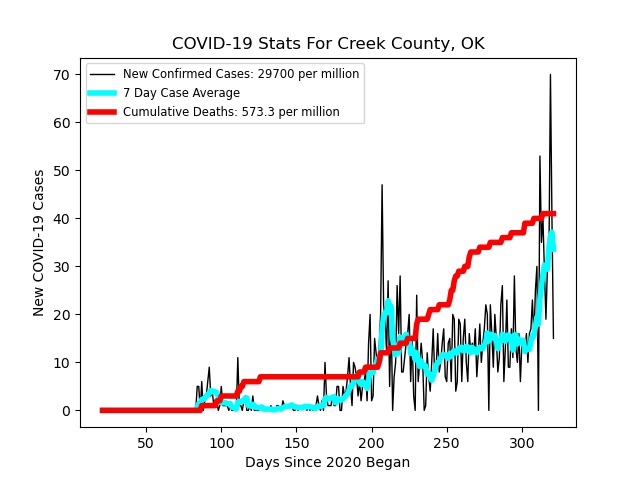 COVID-19 Stats For Creek County, OK
New Confirmed Cases: 29700 per million
7 Day Case Average
Cumulative Deaths: 573.3 per million
New COVID-19 Cases
70
60
50
40
30
20
10
0
50 100 150 200 250 300
Days Since 2020 Began